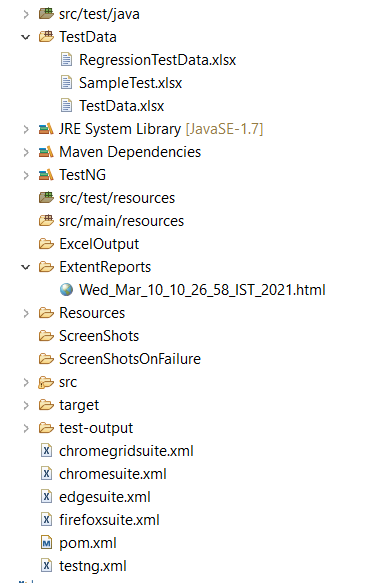 src/test/java
TestData
RegressionTestData.xlsx
SampleTest.xlsx
TestData.xlsx
JRE System Library [JavaSE-1.7]
Maven Dependencies
TestNG
src/test/resources
src/main/resources
ExcelOutput
ExtentReports
Wed_Mar_10_10_26_58_IST_2021.html
Resources
ScreenShots
ScreenShotsOnFailure
src
target
test-output
chromegridsuite.xml
chromesuite.xml
edgesuite.xml
firefoxsuite.xml
pom.xml
testng.xml